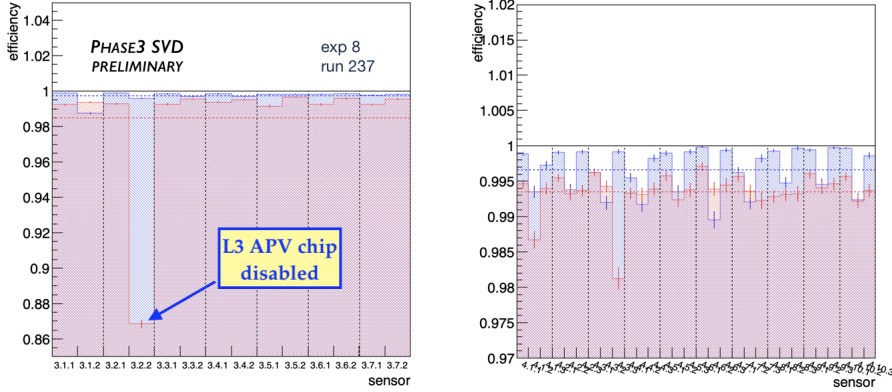 efficiency
1.04
1.02
1
0.98
0.96
0.94
0.92
0.9
0.88
0.86
PHASE3 SVD
PRELIMINARY
exp 8
run 237
L3 APV chip
disabled
3.1.1 3.1.2 3.2.1 3.2.2 3.3.1 3.3.2 3.4.1 3.4.2 3.5.1 3.5.2 3.6.1 3.6.2 3.7.1 3.7.2
sensor
efficiency
1.02
1.015
1.01
1.005
1
0.995
0.99
0.985
0.98
0.975
0.97
sensor